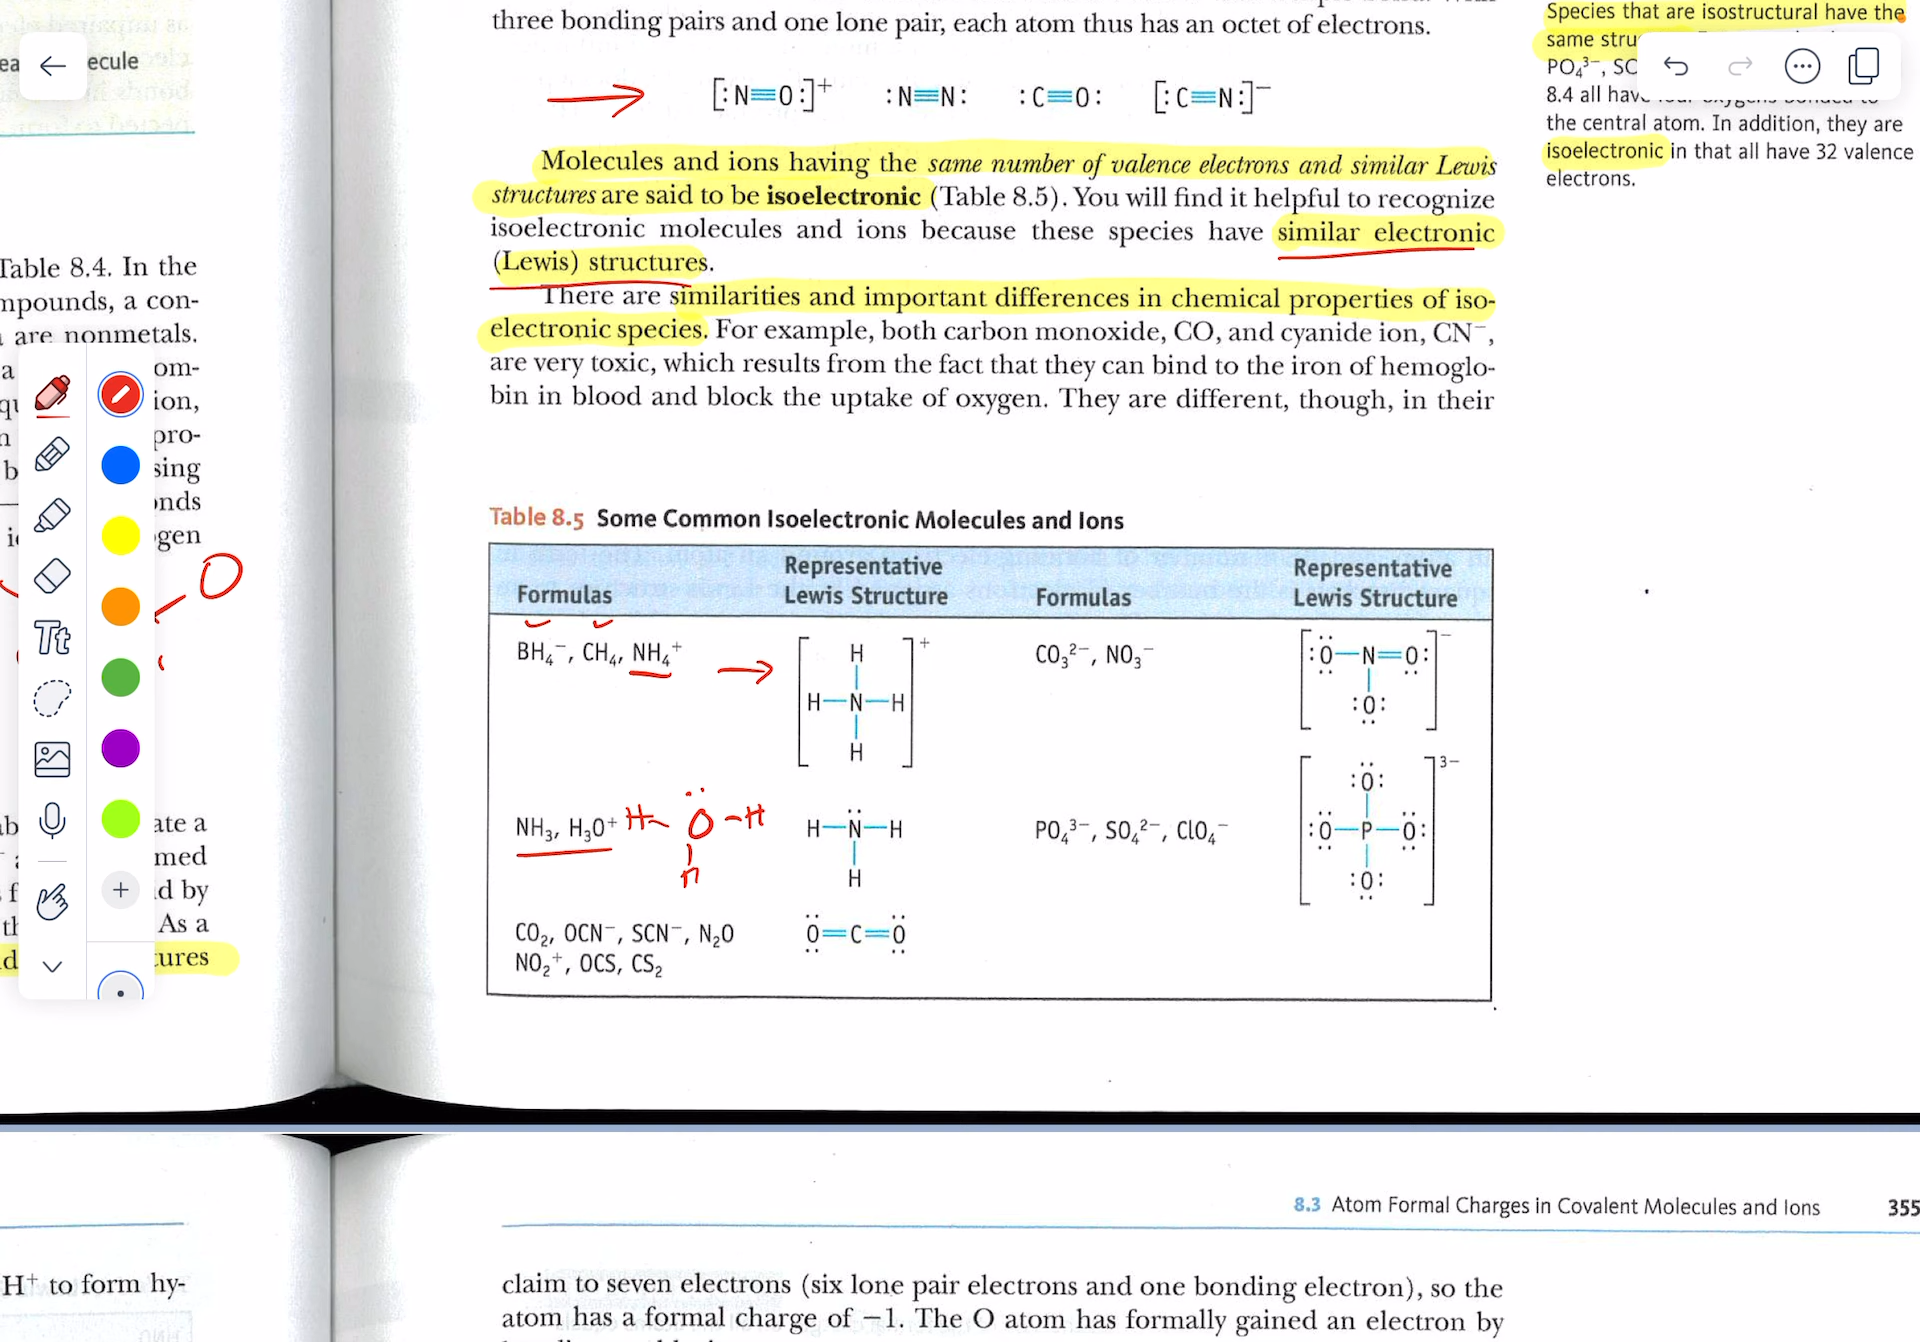 ecule
Table 8.4. In the
mpounds, a con-
are nonmetals.
a
om-
ion,
pro-
b
sing
onds
gen
O
Tt
ate a
med
d by
As a
tures
three bonding pairs and one lone pair, each atom thus has an octet of electrons.
[:N≡O:]⁺ :N≡N: :C≡O: [:C≡N:]⁻
Molecules and ions having the same number of valence electrons and similar Lewis
structures are said to be isoelectronic (Table 8.5). You will find it helpful to recognize
isoelectronic molecules and ions because these species have similar electronic
(Lewis) structures.
There are similarities and important differences in chemical properties of iso-
electronic species. For example, both carbon monoxide, CO, and cyanide ion, CN⁻,
are very toxic, which results from the fact that they can bind to the iron of hemoglo-
bin in blood and block the uptake of oxygen. They are different, though, in their
Species that are isostructural have the
same stru
PO₄³⁻, SO
8.4 all have four oxygens bonded to
the central atom. In addition, they are
isoelectronic in that all have 32 valence
electrons.
Table 8.5 Some Common Isoelectronic Molecules and Ions
Formulas Representative Lewis Structure Formulas Representative Lewis Structure
BH₄⁻, CH₄, NH₄⁺
H
H—N—H
H
+
CO₃²⁻, NO₃⁻
:O—N=O:
:O:
−
NH₃, H₃O⁺
H O H
H
H—N—H
H
PO₄³⁻, SO₄²⁻, ClO₄⁻
:O:
:O—P—O:
:O:
3−
CO₂, OCN⁻, SCN⁻, N₂O
NO₂⁺, OCS, CS₂
O=C=O
8.3 Atom Formal Charges in Covalent Molecules and Ions 355
H⁺ to form hy-
claim to seven electrons (six lone pair electrons and one bonding electron), so the
atom has a formal charge of −1. The O atom has formally gained an electron by